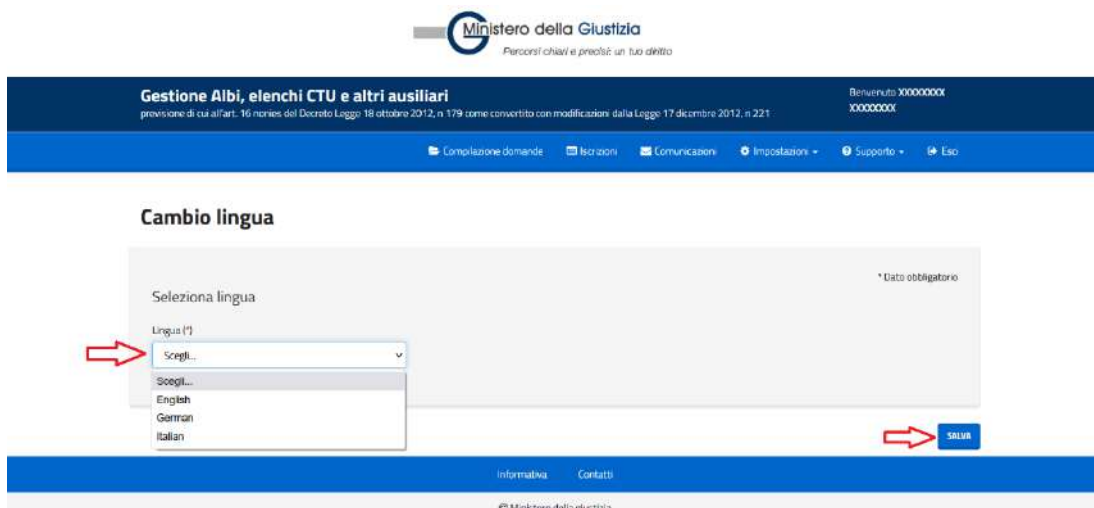 Ministero della Giustizia
Percorsi chiari e precisi: un tuo diritto
Gestione Albi, elenchi CTU e altri ausiliari
previsione di cui all'art. 16 nonies del Decreto Legge 18 ottobre 2012, n 179 come convertito con modificazioni dalla Legge 17 dicembre 2012, n 221
Benvenuto XXXXXXXX
XXXXXXXX
Compilazione domande Iscrizioni Comunicazioni Impostazioni Supporto Esci
Cambio lingua
* Dato obbligatorio
Seleziona lingua
Lingua (*)
Scegli...
Scegli...
English
German
Italian
SALVA
Informativa Contatti
© Ministero della giustizia